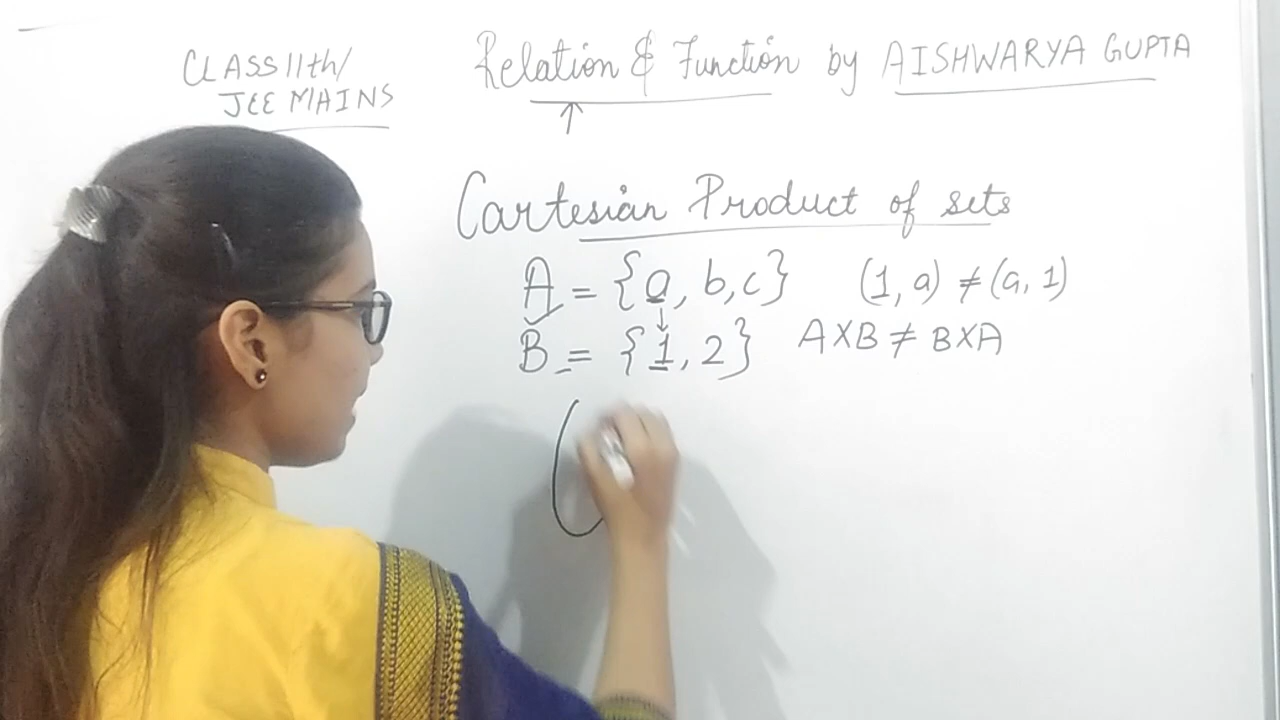 CLASS 11th/
JEE MAINS
Relation & Function by AISHWARYA GUPTA
Cartesian Product of sets
A = {a, b, c} (1, a) ≠ (a, 1)
B = {1, 2} A×B ≠ B×A